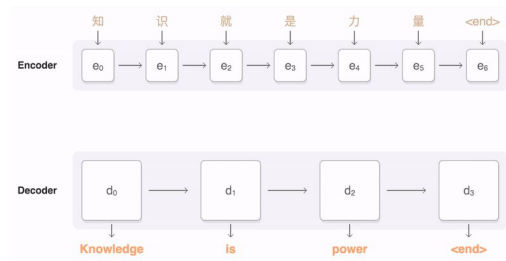 知 识 就 是 力 量 <end>
Encoder e₀ e₁ e₂ e₃ e₄ e₅ e₆
Decoder d₀ d₁ d₂ d₃
Knowledge is power <end>